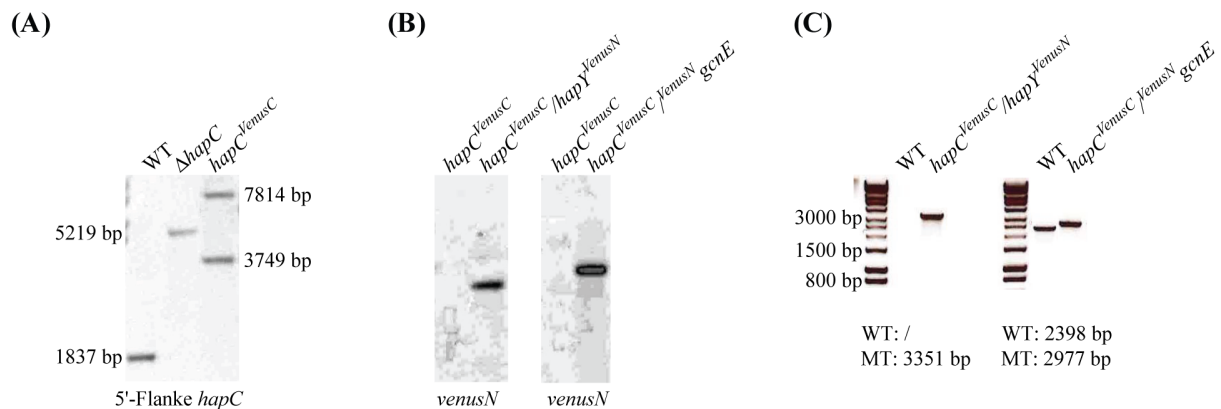 (A)
WT
ΔhapC
hapC^VenusC
7814 bp
5219 bp
3749 bp
1837 bp
5'-Flanke hapC
(B)
hapC^VenusC
hapC^VenusC/hapY^VenusN
hapC^VenusC
hapC^VenusC/VenusN gcnE
venusN
venusN
(C)
WT
hapC^VenusC/hapY^VenusN
WT
hapC^VenusC/VenusN gcnE
3000 bp
1500 bp
800 bp
WT: /
MT: 3351 bp
WT: 2398 bp
MT: 2977 bp